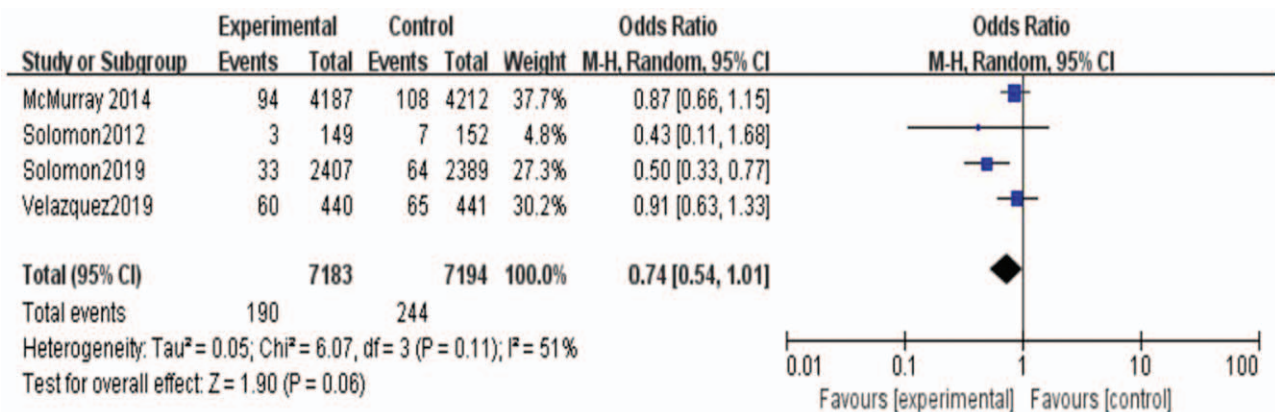 Experimental Control Odds Ratio Odds Ratio
Study or Subgroup Events Total Events Total Weight M-H, Random, 95% CI M-H, Random, 95% CI
McMurray 2014 94 4187 108 4212 37.7% 0.87 [0.66, 1.15]
Solomon2012 3 149 7 152 4.8% 0.43 [0.11, 1.68]
Solomon2019 33 2407 64 2389 27.3% 0.50 [0.33, 0.77]
Velazquez2019 60 440 65 441 30.2% 0.91 [0.63, 1.33]
Total (95% CI) 7183 7194 100.0% 0.74 [0.54, 1.01]
Total events 190 244
Heterogeneity: Tau² = 0.05; Chi² = 6.07, df = 3 (P = 0.11); I² = 51%
Test for overall effect: Z = 1.90 (P = 0.06)
0.01 0.1 1 10 100
Favours [experimental] Favours [control]